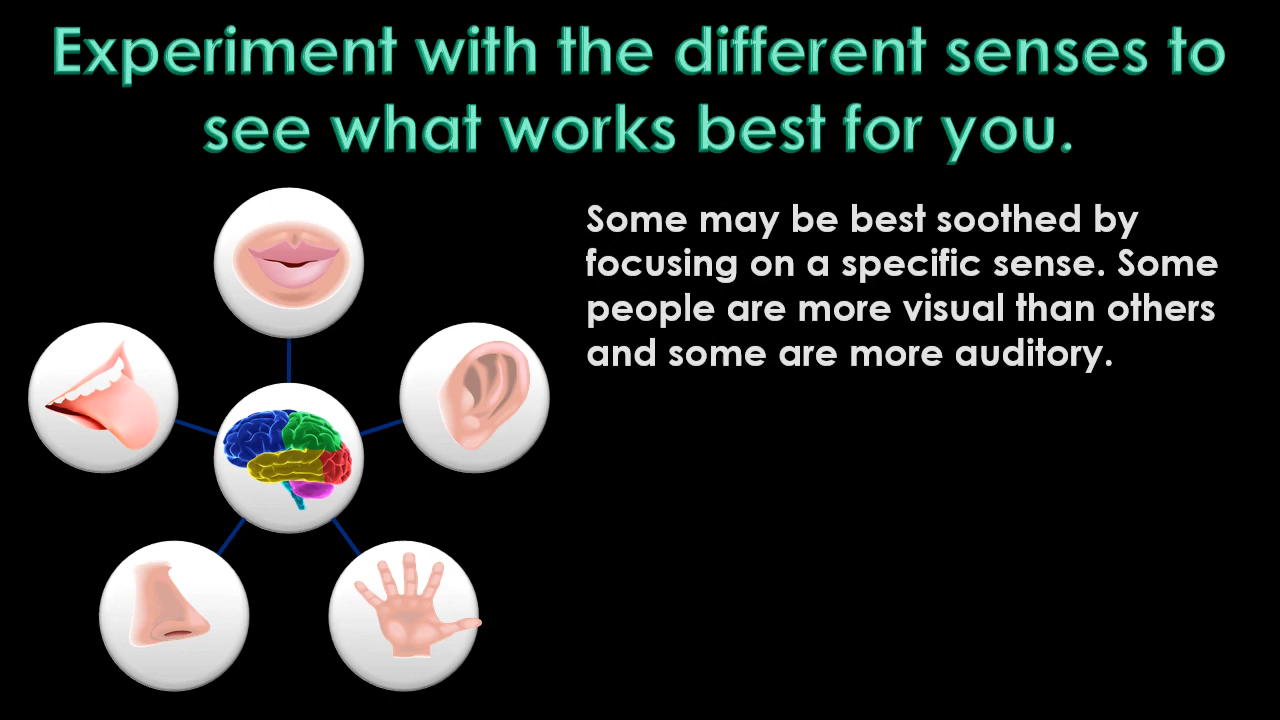 Experiment with the different senses to
see what works best for you.
Some may be best soothed by
focusing on a specific sense. Some
people are more visual than others
and some are more auditory.